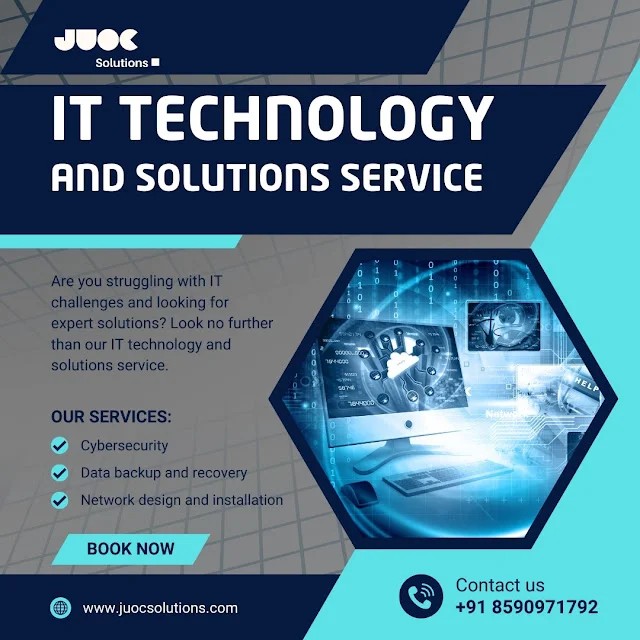 JUOC
Solutions
IT TECHNOLOGY
AND SOLUTIONS SERVICE
Are you struggling with IT
challenges and looking for
expert solutions? Look no further
than our IT technology and
solutions service.
OUR SERVICES:
Cybersecurity
Data backup and recovery
Network design and installation
BOOK NOW
HELP
Network
www.juocsolutions.com
Contact us
+91 8590971792